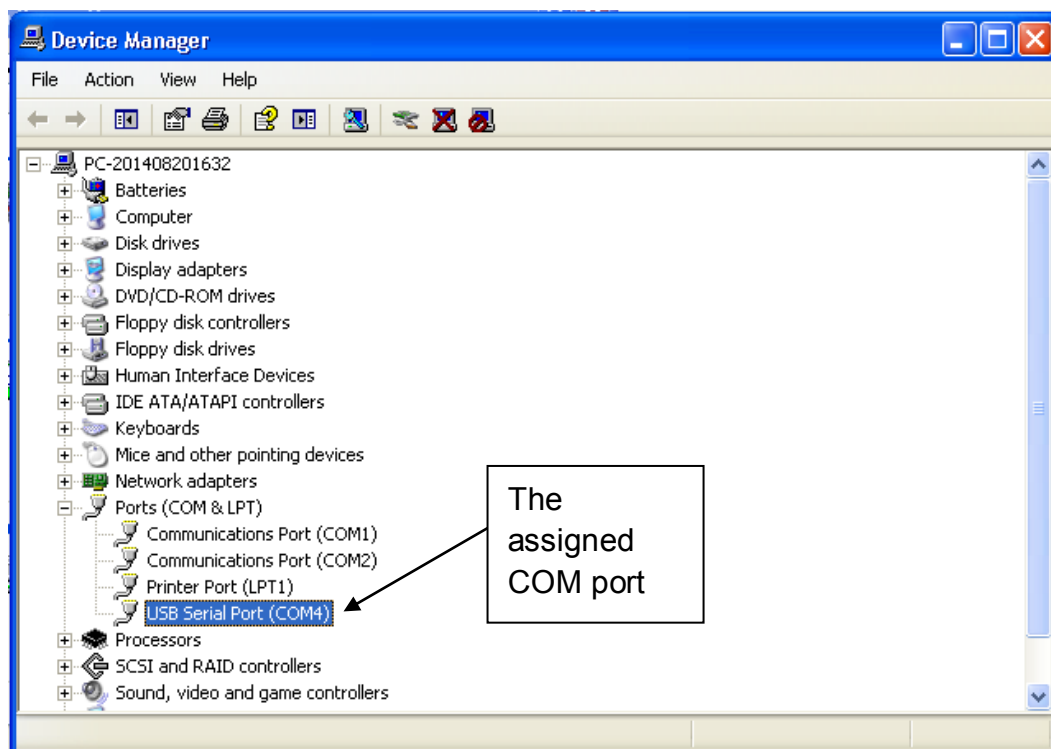 Device Manager
File Action View Help
PC-201408201632
Batteries
Computer
Disk drives
Display adapters
DVD/CD-ROM drives
Floppy disk controllers
Floppy disk drives
Human Interface Devices
IDE ATA/ATAPI controllers
Keyboards
Mice and other pointing devices
Network adapters
Ports (COM & LPT)
Communications Port (COM1)
Communications Port (COM2)
Printer Port (LPT1)
USB Serial Port (COM4)
Processors
SCSI and RAID controllers
Sound, video and game controllers
The
assigned
COM port